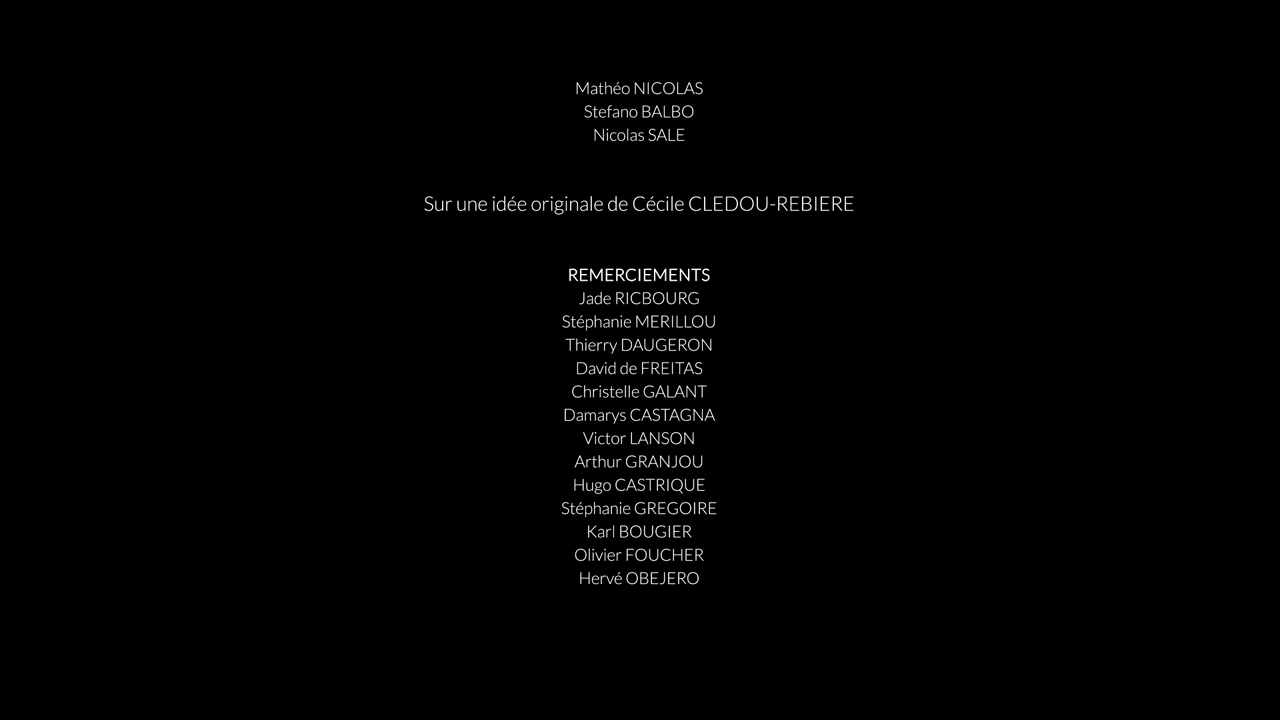 Mathéo NICOLAS
Stefano BALBO
Nicolas SALE
Sur une idée originale de Cécile CLEDOU-REBIERE
REMERCIEMENTS
Jade RICBOURG
Stéphanie MERILLOU
Thierry DAUGERON
David de FREITAS
Christelle GALANT
Damarys CASTAGNA
Victor LANSON
Arthur GRANJOU
Hugo CASTRIQUE
Stéphanie GREGOIRE
Karl BOUGIER
Olivier FOUCHER
Hervé OBEJERO